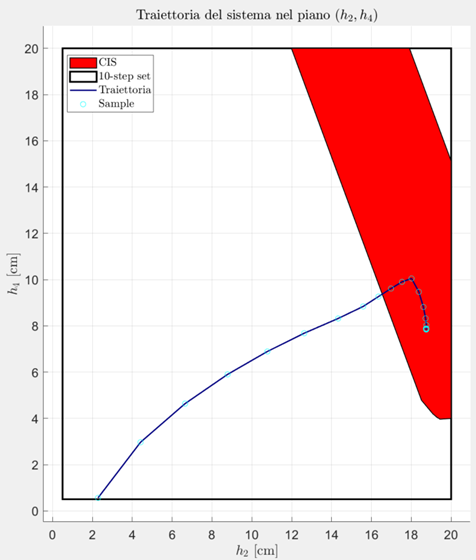 Traiettoria del sistema nel piano (h₂, h₄)
CIS
10-step set
Traiettoria
Sample
20
18
16
14
12
10
8
6
4
2
0
h₄ [cm]
0 2 4 6 8 10 12 14 16 18 20
h₂ [cm]